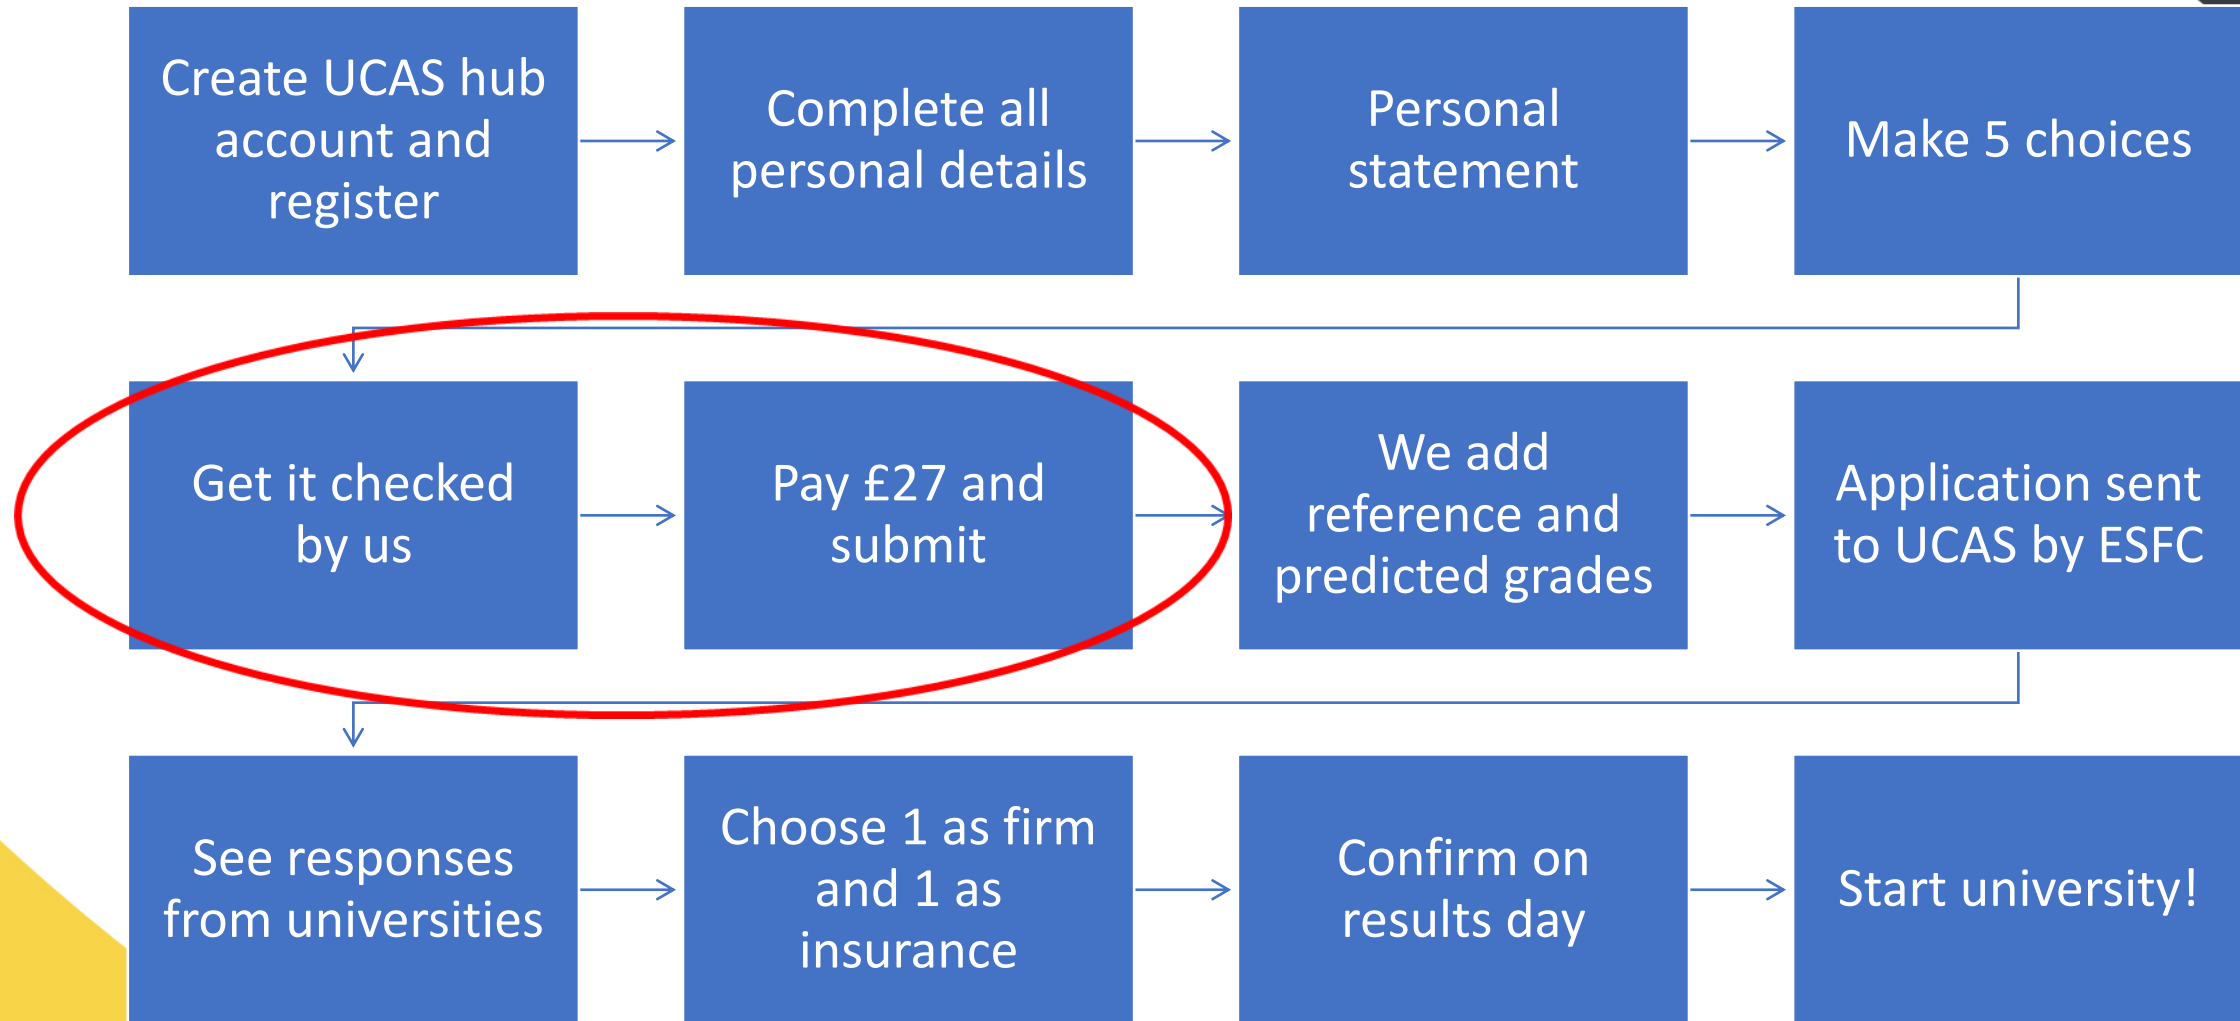 Create UCAS hub
account and
register
Complete all
personal details
Personal
statement
Make 5 choices
Get it checked
by us
Pay £27 and
submit
We add
reference and
predicted grades
Application sent
to UCAS by ESFC
See responses
from universities
Choose 1 as firm
and 1 as
insurance
Confirm on
results day
Start university!